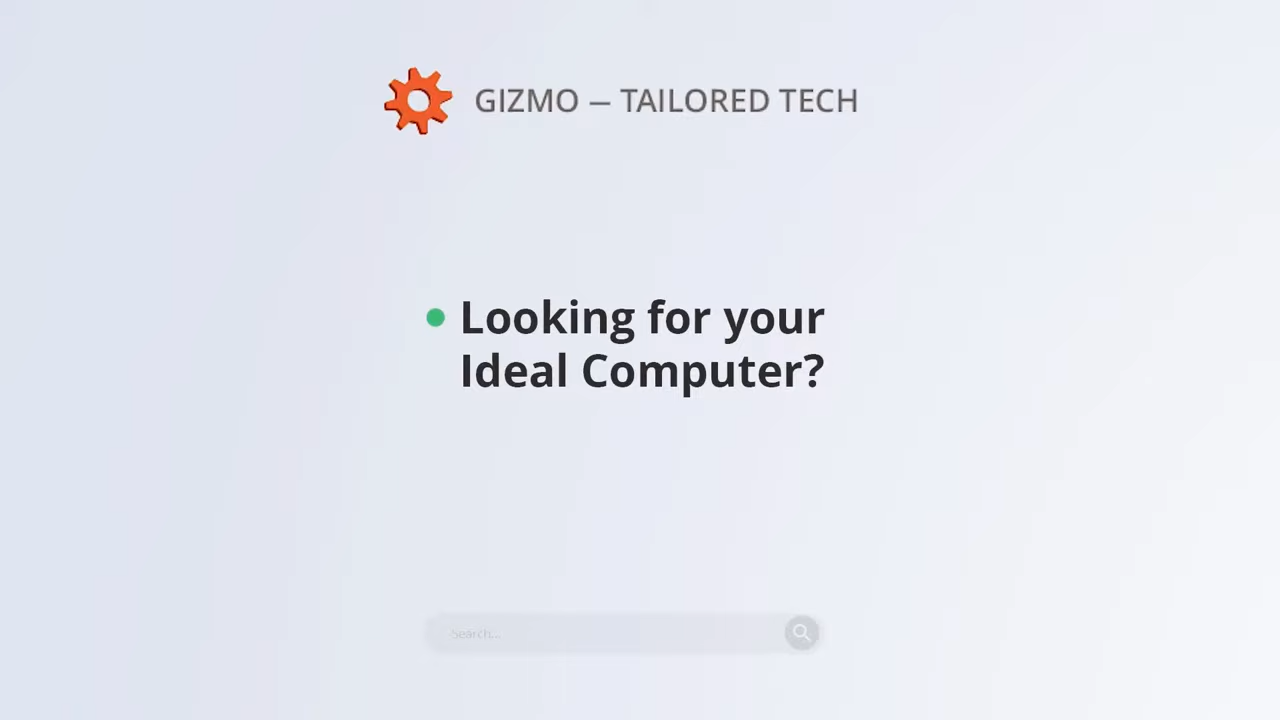 GIZMO – TAILORED TECH
Looking for your
Ideal Computer?
Search...